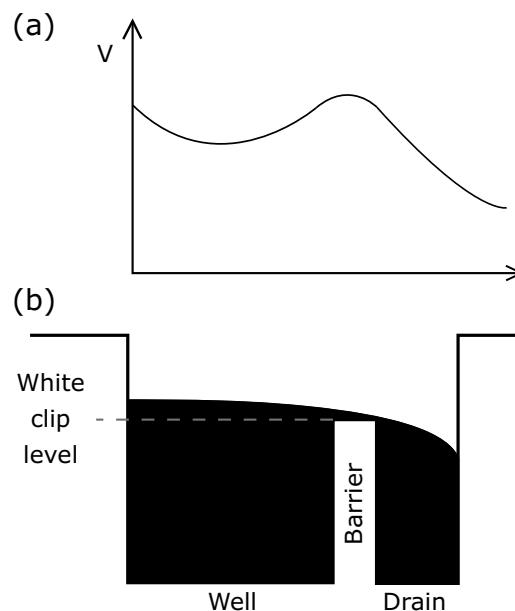 (a)
V
(b)
White
clip
level
Barrier
Well
Drain